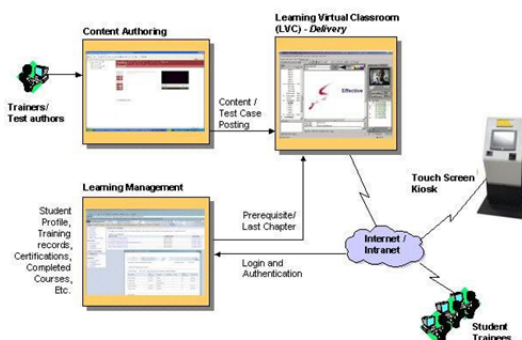 Content Authoring
Learning Virtual Classroom
(LVC) - Delivery
Trainers/
Test authors
Content /
Test Case
Posting
Effective
Touch Screen
Kiosk
Learning Management
Student
Profile,
Training
records,
Certifications,
Completed
Courses,
Etc.
Prerequisite/
Last Chapter
Login and
Authentication
Internet /
Intranet
Student
Trainees